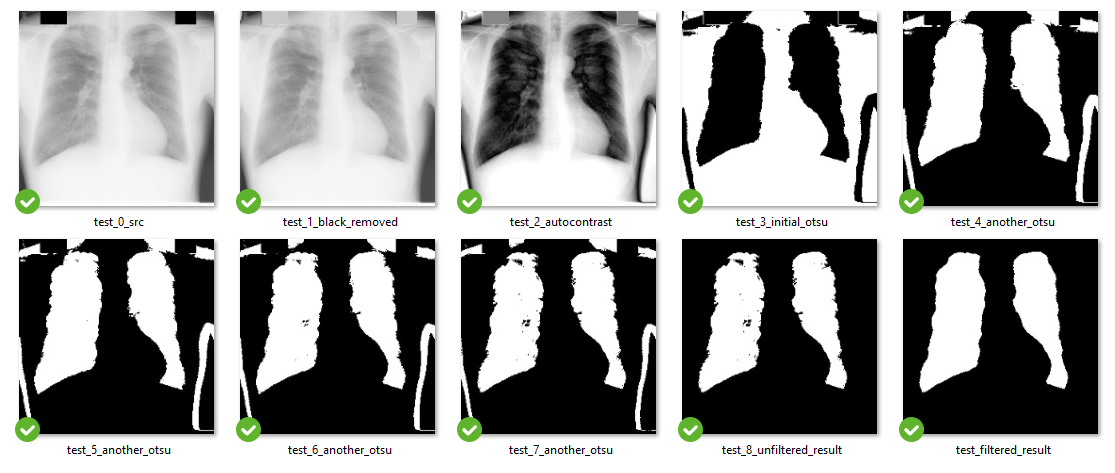 test_0_src
test_1_black_removed
test_2_autocontrast
test_3_initial_otsu
test_4_another_otsu
test_5_another_otsu
test_6_another_otsu
test_7_another_otsu
test_8_unfiltered_result
test_filtered_result